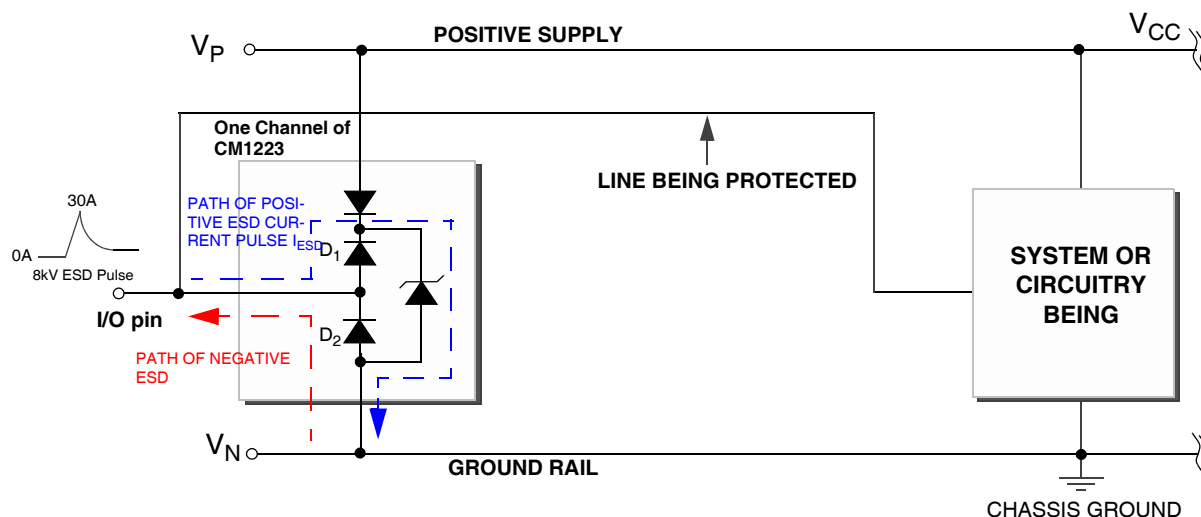 VP
POSITIVE SUPPLY
VCC
One Channel of
CM1223
LINE BEING PROTECTED
30A
0A
8kV ESD Pulse
I/O pin
PATH OF POSI-
TIVE ESD CUR-
RENT PULSE IESD
D1
D2
PATH OF NEGATIVE
ESD
SYSTEM OR
CIRCUITRY
BEING
VN
GROUND RAIL
CHASSIS GROUND